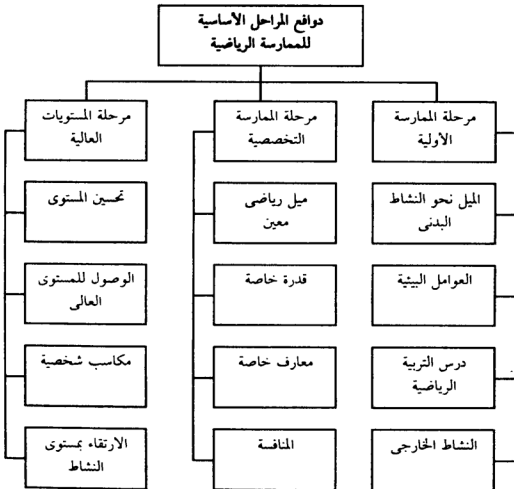 دوافع المراحل الأساسية
للممارسة الرياضية
مرحلة الممارسة
الأولية
الميل نحو النشاط
البدنى
العوامل البيئية
درس التربية
الرياضية
النشاط الخارجى
مرحلة الممارسة
التخصصية
ميل رياضى
معين
قدرة خاصة
معارف خاصة
المنافسة
مرحلة المستويات
العالية
تحسين المستوى
الوصول للمستوى
العالى
مكاسب شخصية
الارتقاء بمستوى
النشاط